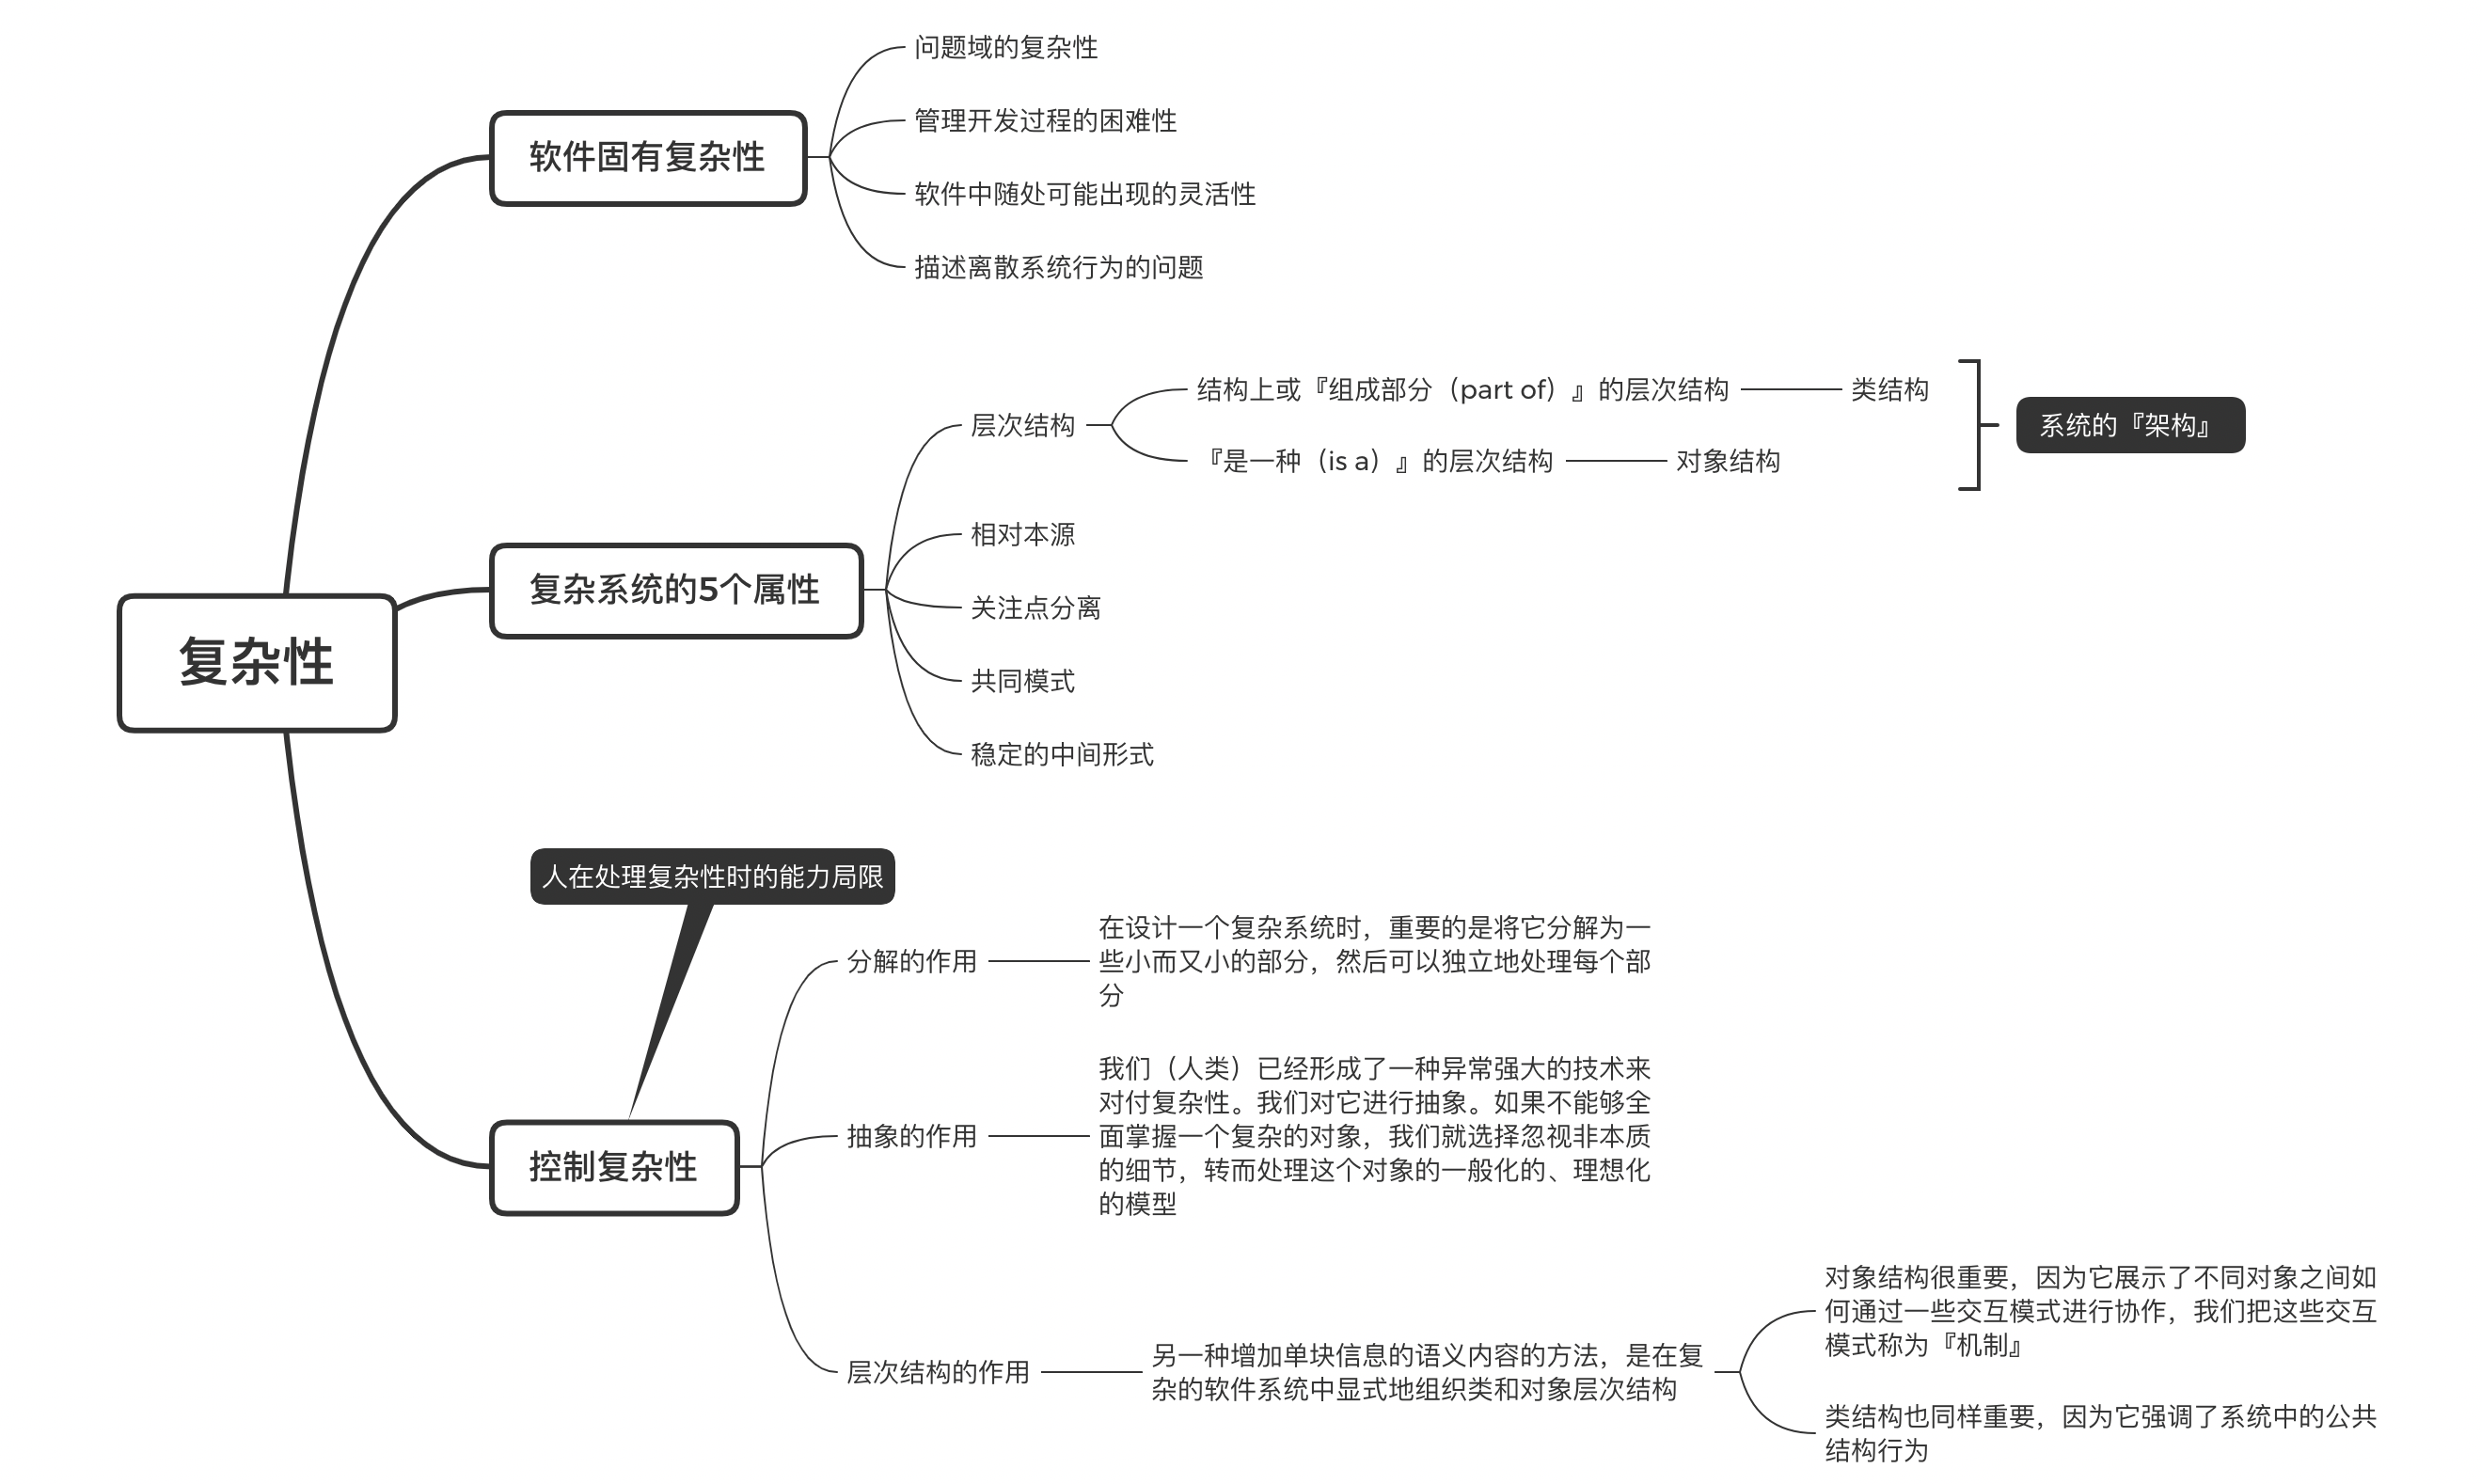 复杂性
软件固有复杂性
问题域的复杂性
管理开发过程的困难性
软件中随处可能出现的灵活性
描述离散系统行为的问题
复杂系统的5个属性
层次结构
结构上或『组成部分（part of）』的层次结构
类结构
『是一种（is a）』的层次结构
对象结构
系统的『架构』
相对本源
关注点分离
共同模式
稳定的中间形式
人在处理复杂性时的能力局限
控制复杂性
分解的作用
在设计一个复杂系统时，重要的是将它分解为一
些小而又小的部分，然后可以独立地处理每个部
分
抽象的作用
我们（人类）已经形成了一种异常强大的技术来
对付复杂性。我们对它进行抽象。如果不能够全
面掌握一个复杂的对象，我们就选择忽视非本质
的细节，转而处理这个对象的一般化的、理想化
的模型
层次结构的作用
另一种增加单块信息的语义内容的方法，是在复
杂的软件系统中显式地组织类和对象层次结构
对象结构很重要，因为它展示了不同对象之间如
何通过一些交互模式进行协作，我们把这些交互
模式称为『机制』
类结构也同样重要，因为它强调了系统中的公共
结构行为